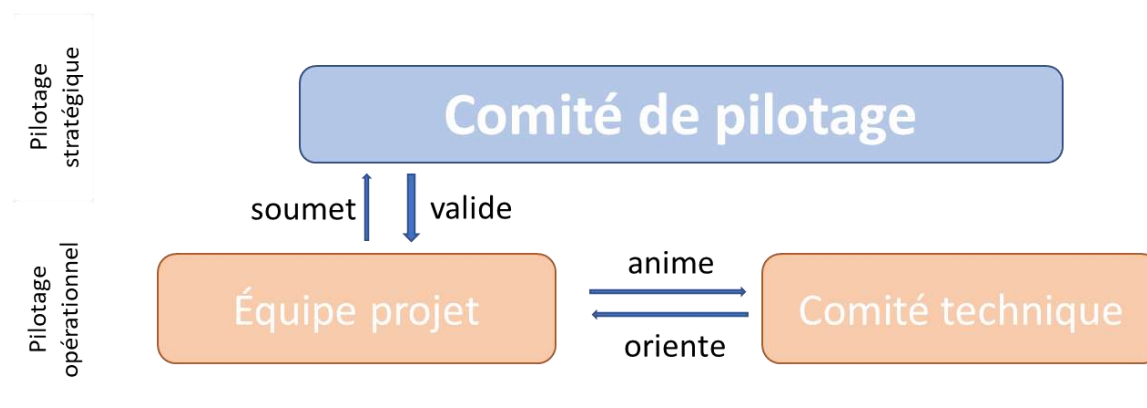 Pilotage
stratégique
Comité de pilotage
soumet
valide
Pilotage
opérationnel
Équipe projet
anime
oriente
Comité technique